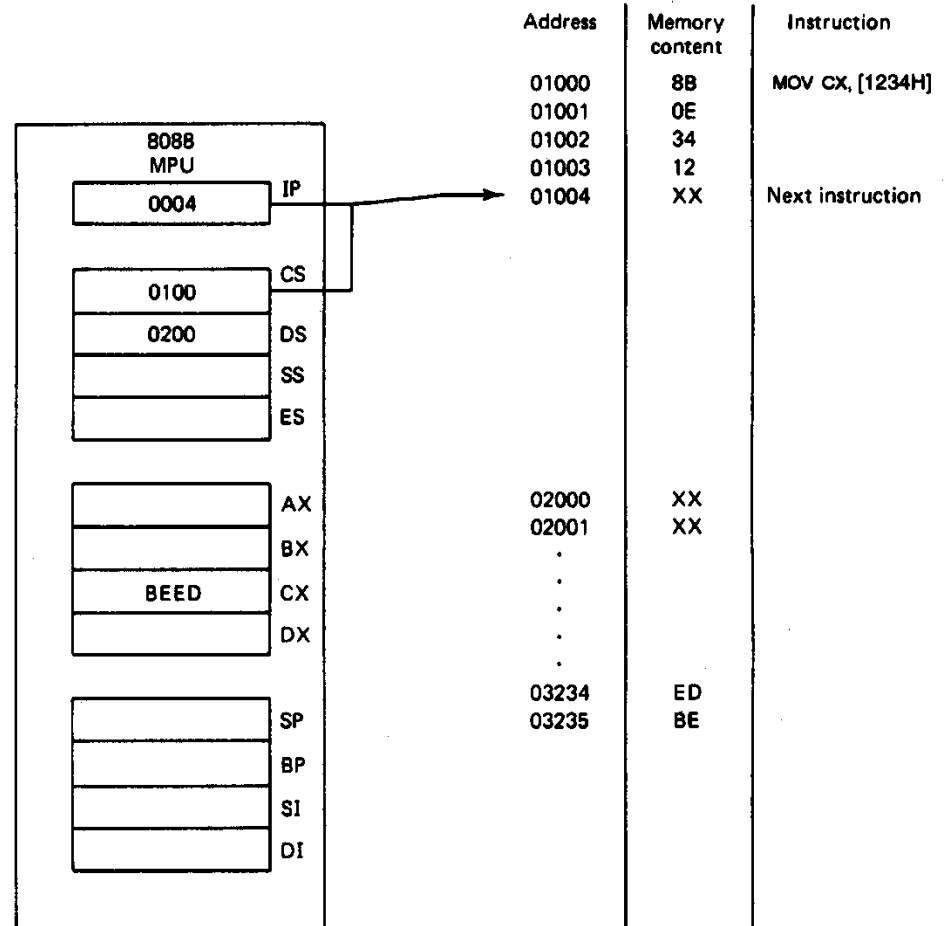 Address Memory content Instruction
01000 8B MOV CX, [1234H]
01001 0E
01002 34
01003 12
01004 XX Next instruction
8088
MPU
0004 IP
0100 CS
0200 DS
SS
ES
AX
BX
BEED CX
DX
SP
BP
SI
DI
02000 XX
02001 XX
03234 ED
03235 BE